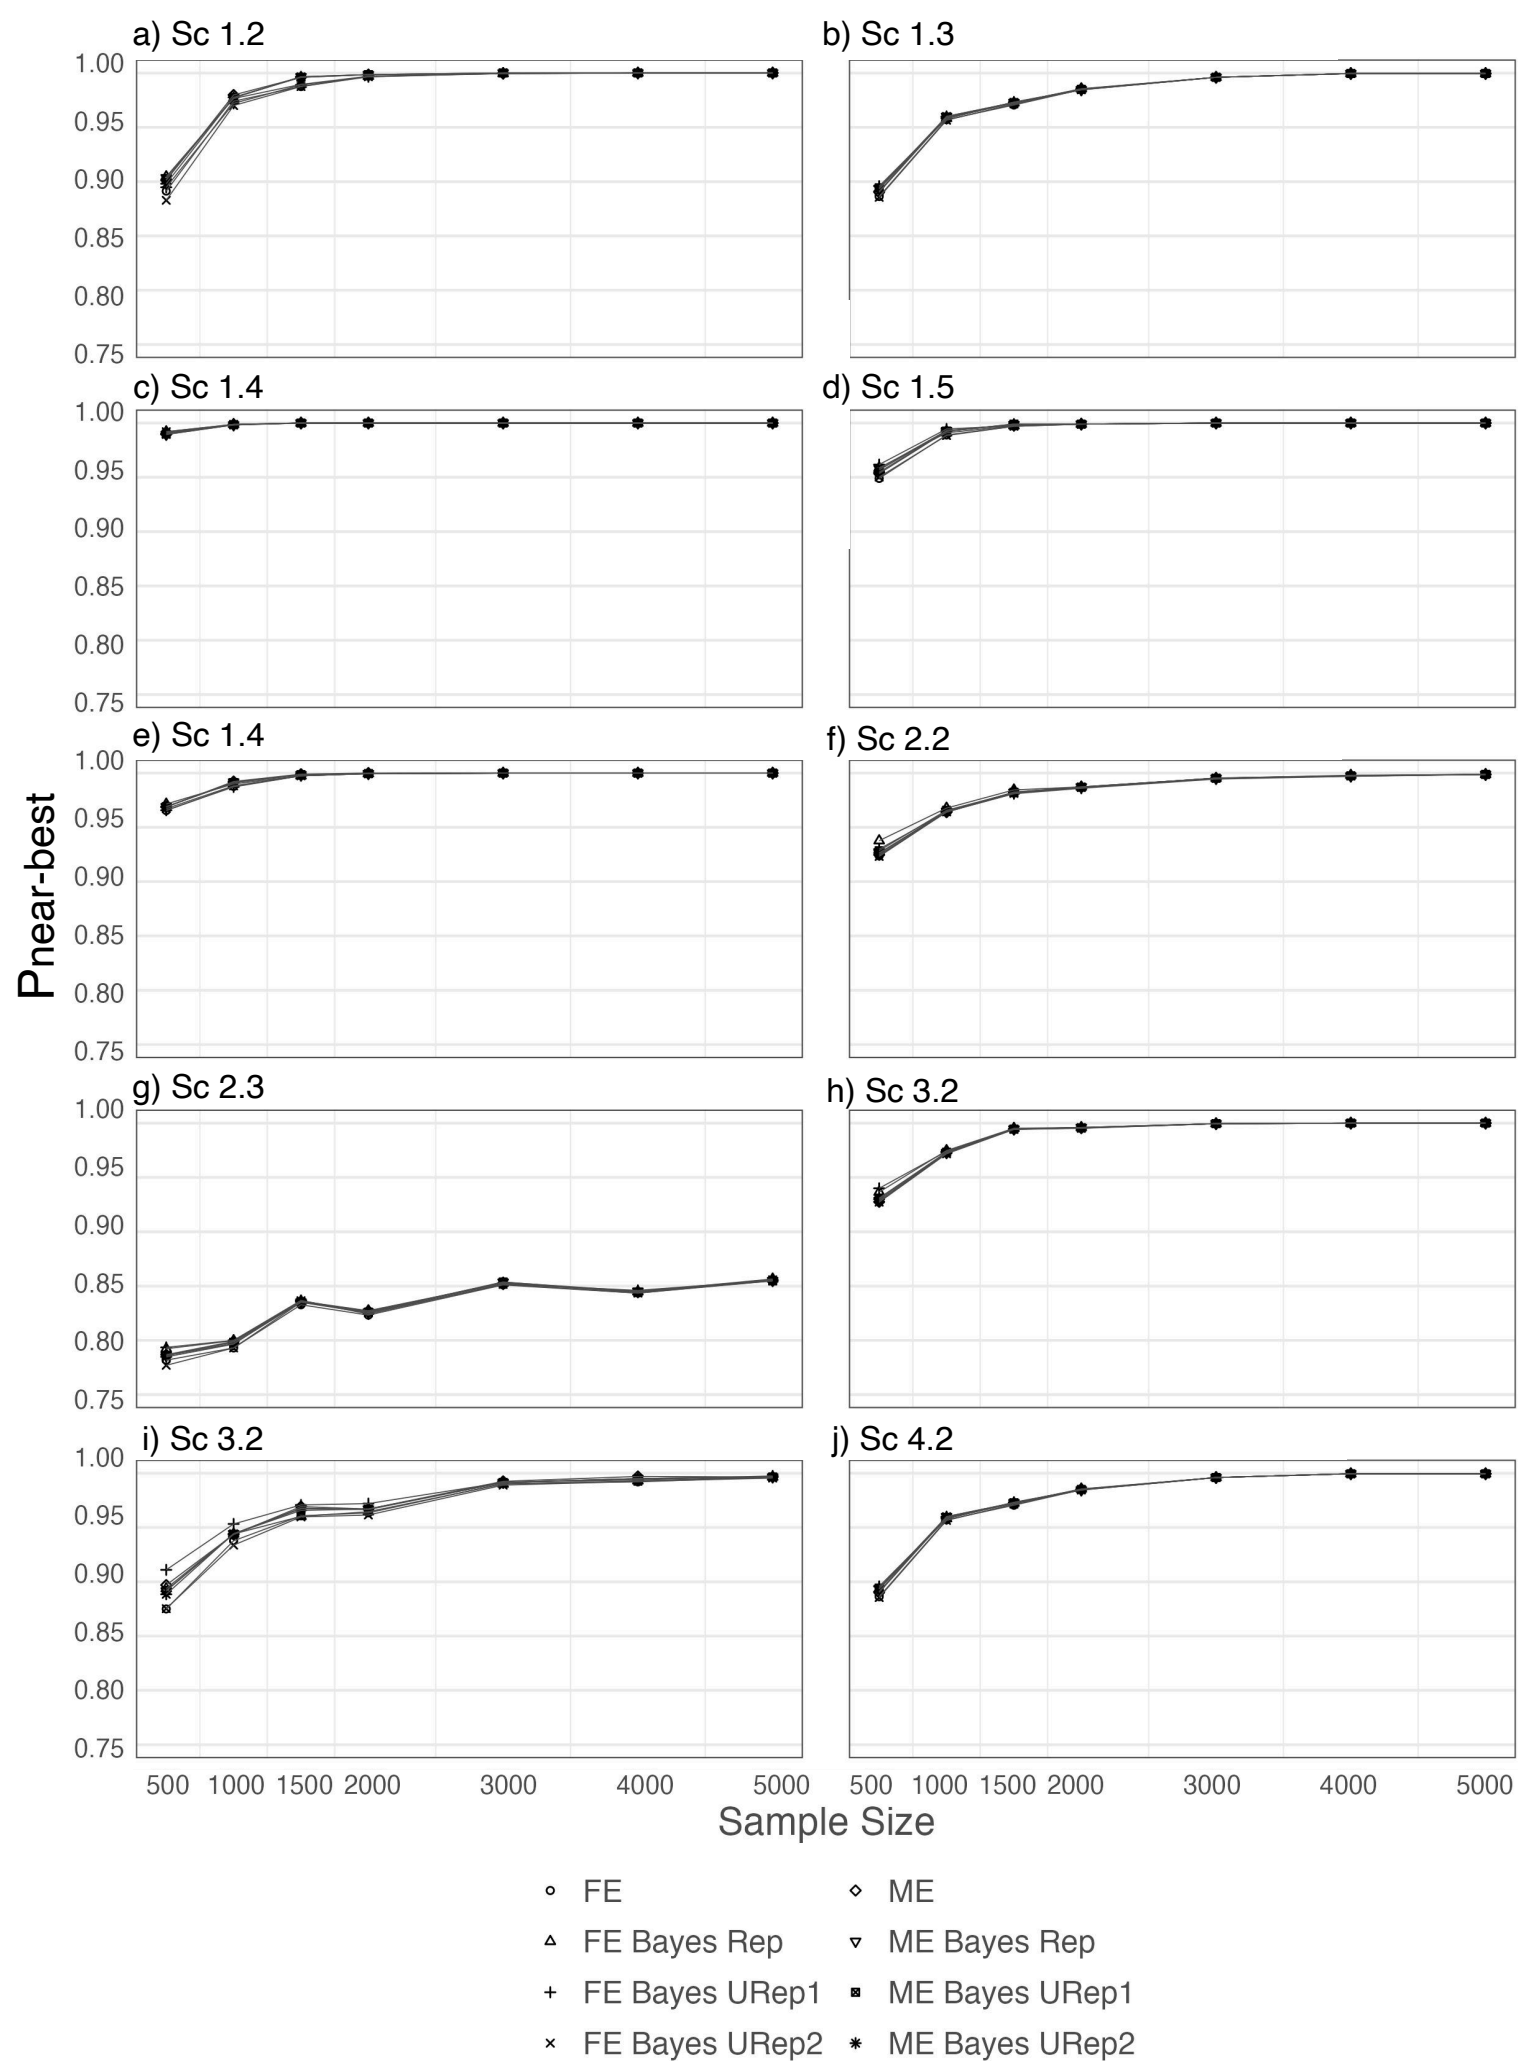 a) Sc 1.2
b) Sc 1.3
1.00
0.95
0.90
0.85
0.80
0.75
c) Sc 1.4
d) Sc 1.5
1.00
0.95
0.90
0.85
0.80
0.75
e) Sc 1.4
f) Sc 2.2
1.00
0.95
0.90
0.85
0.80
0.75
Pnear-best
g) Sc 2.3
h) Sc 3.2
1.00
0.95
0.90
0.85
0.80
0.75
i) Sc 3.2
j) Sc 4.2
1.00
0.95
0.90
0.85
0.80
0.75
500 1000 1500 2000 3000 4000 5000
500 1000 1500 2000 3000 4000 5000
Sample Size
FE
ME
FE Bayes Rep
ME Bayes Rep
FE Bayes URep1
ME Bayes URep1
FE Bayes URep2
ME Bayes URep2